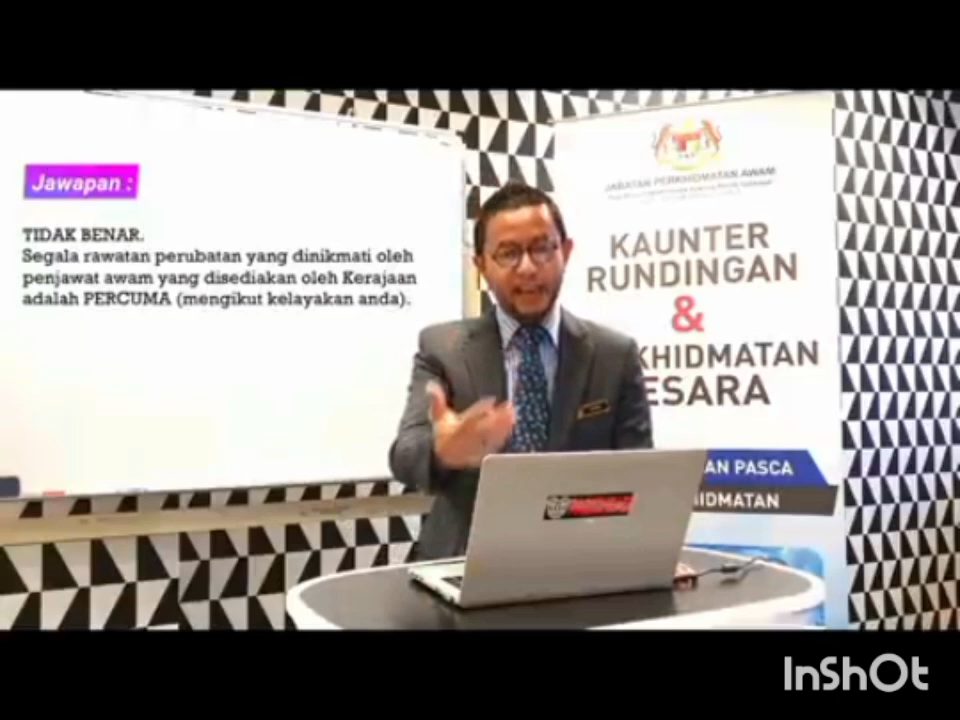 Jawapan :
TIDAK BENAR.
Segala rawatan perubatan yang dinikmati oleh
penjawat awam yang disediakan oleh Kerajaan
adalah PERCUMA (mengikut kelayakan anda).
JABATAN PERKHIDMATAN AWAM
KAUNTER
RUNDINGAN
&
KHIDMATAN
ESARA
AN PASCA
IDMATAN
InShOt